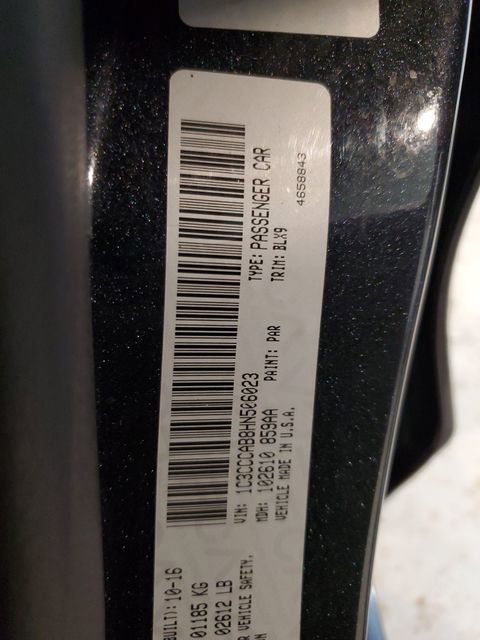 BUILT): 10-16
01185 KG
02612 LB
R VEHICLE SAFETY,
VIN: 1C3CCCAB8HN506023
TYPE: PASSENGER CAR
MDH: 102610 859AA
PAINT: PAR
TRIM: BLX9
VEHICLE MADE IN U.S.A.
4658843